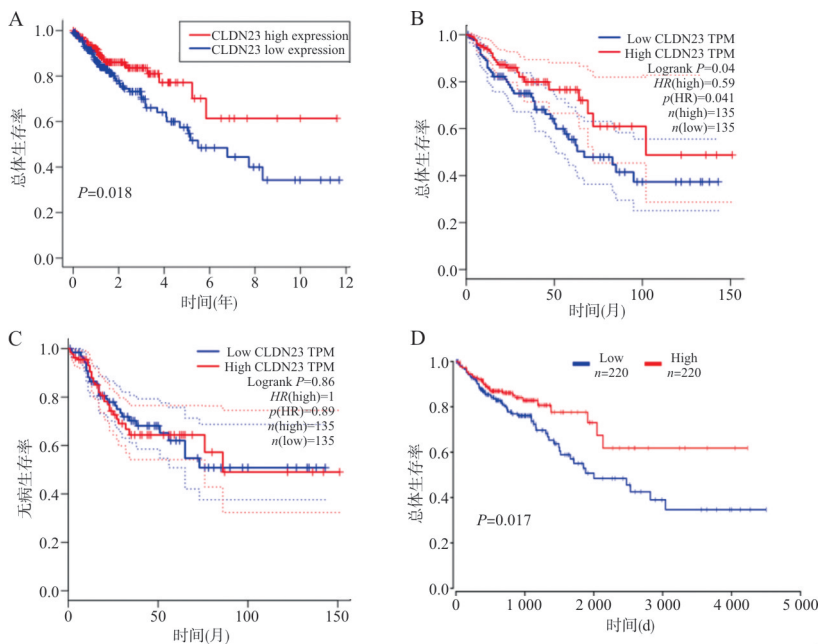 A
CLDN23 high expression
CLDN23 low expression
1.0
0.8
0.6
0.4
0.2
0.0
总体生存率
P=0.018
0
2
4
6
8
10
12
时间(年)
B
Low CLDN23 TPM
High CLDN23 TPM
Logrank P=0.04
HR(high)=0.59
p(HR)=0.041
n(high)=135
n(low)=135
1.0
0.8
0.6
0.4
0.2
0.0
总体生存率
0
50
100
150
时间(月)
C
Low CLDN23 TPM
High CLDN23 TPM
Logrank P=0.86
HR(high)=1
p(HR)=0.89
n(high)=135
n(low)=135
1.0
0.8
0.6
0.4
0.2
0.0
无病生存率
0
50
100
150
时间(月)
D
Low
n=220
High
n=220
1.0
0.8
0.6
0.4
0.2
0.0
总体生存率
P=0.017
0
1 000
2 000
3 000
4 000
5 000
时间(d)